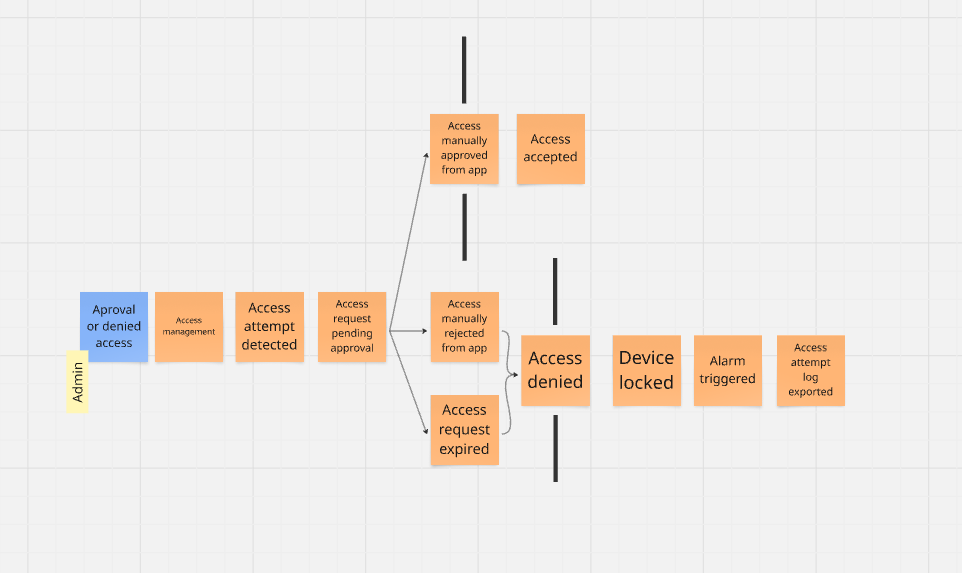 Access
manually
approved
from app
Access
accepted
Aproval
or denied
access
Admin
Access
management
Access
attempt
detected
Access
request
pending
approval
Access
manually
rejected
from app
Access
request
expired
Access
denied
Device
locked
Alarm
triggered
Access
attempt
log
exported